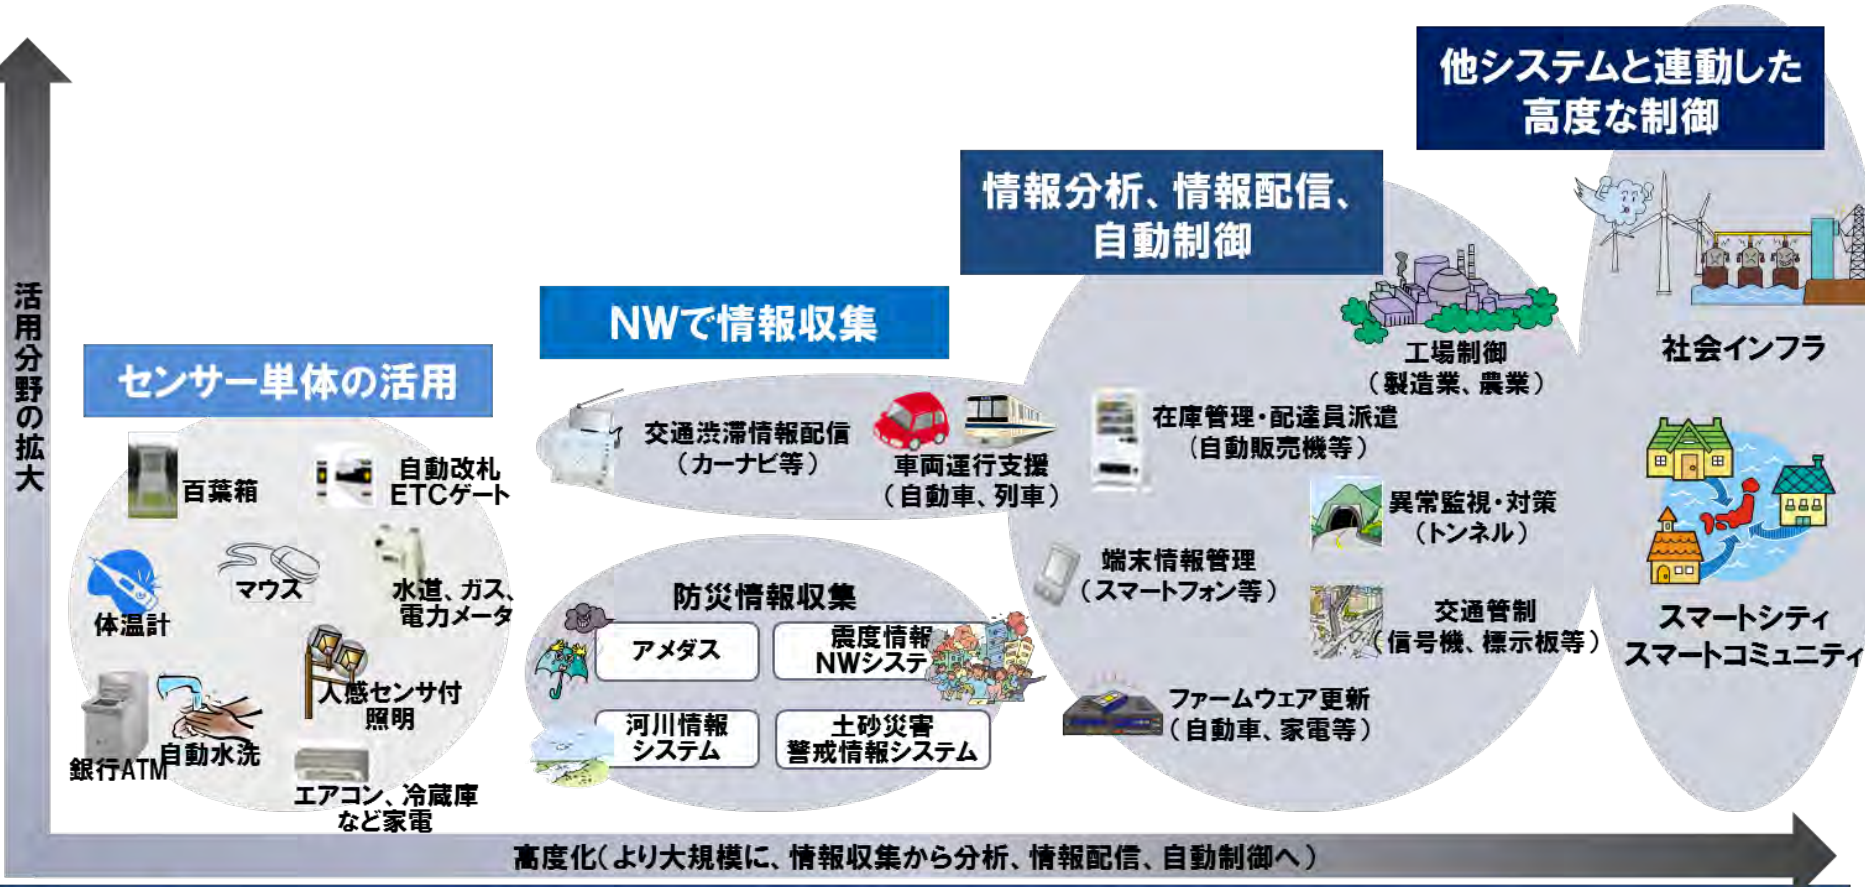 他システムと連動した
高度な制御
情報分析、情報配信、
自動制御
NWで情報収集
センサー単体の活用
活用分野の拡大
百葉箱
自動改札
ETCゲート
マウス
体温計
水道、ガス、
電力メータ
人感センサ付
照明
銀行ATM
自動水洗
エアコン、冷蔵庫
など家電
交通渋滞情報配信
(カーナビ等)
車両運行支援
(自動車、列車)
防災情報収集
アメダス
震度情報
NWシステ
河川情報
システム
土砂災害
警戒情報システム
工場制御
(製造業、農業)
在庫管理・配達員派遣
(自動販売機等)
異常監視・対策
(トンネル)
端末情報管理
(スマートフォン等)
交通管制
(信号機、標示板等)
ファームウェア更新
(自動車、家電等)
社会インフラ
スマートシティ
スマートコミュニティ
高度化(より大規模に、情報収集から分析、情報配信、自動制御へ)